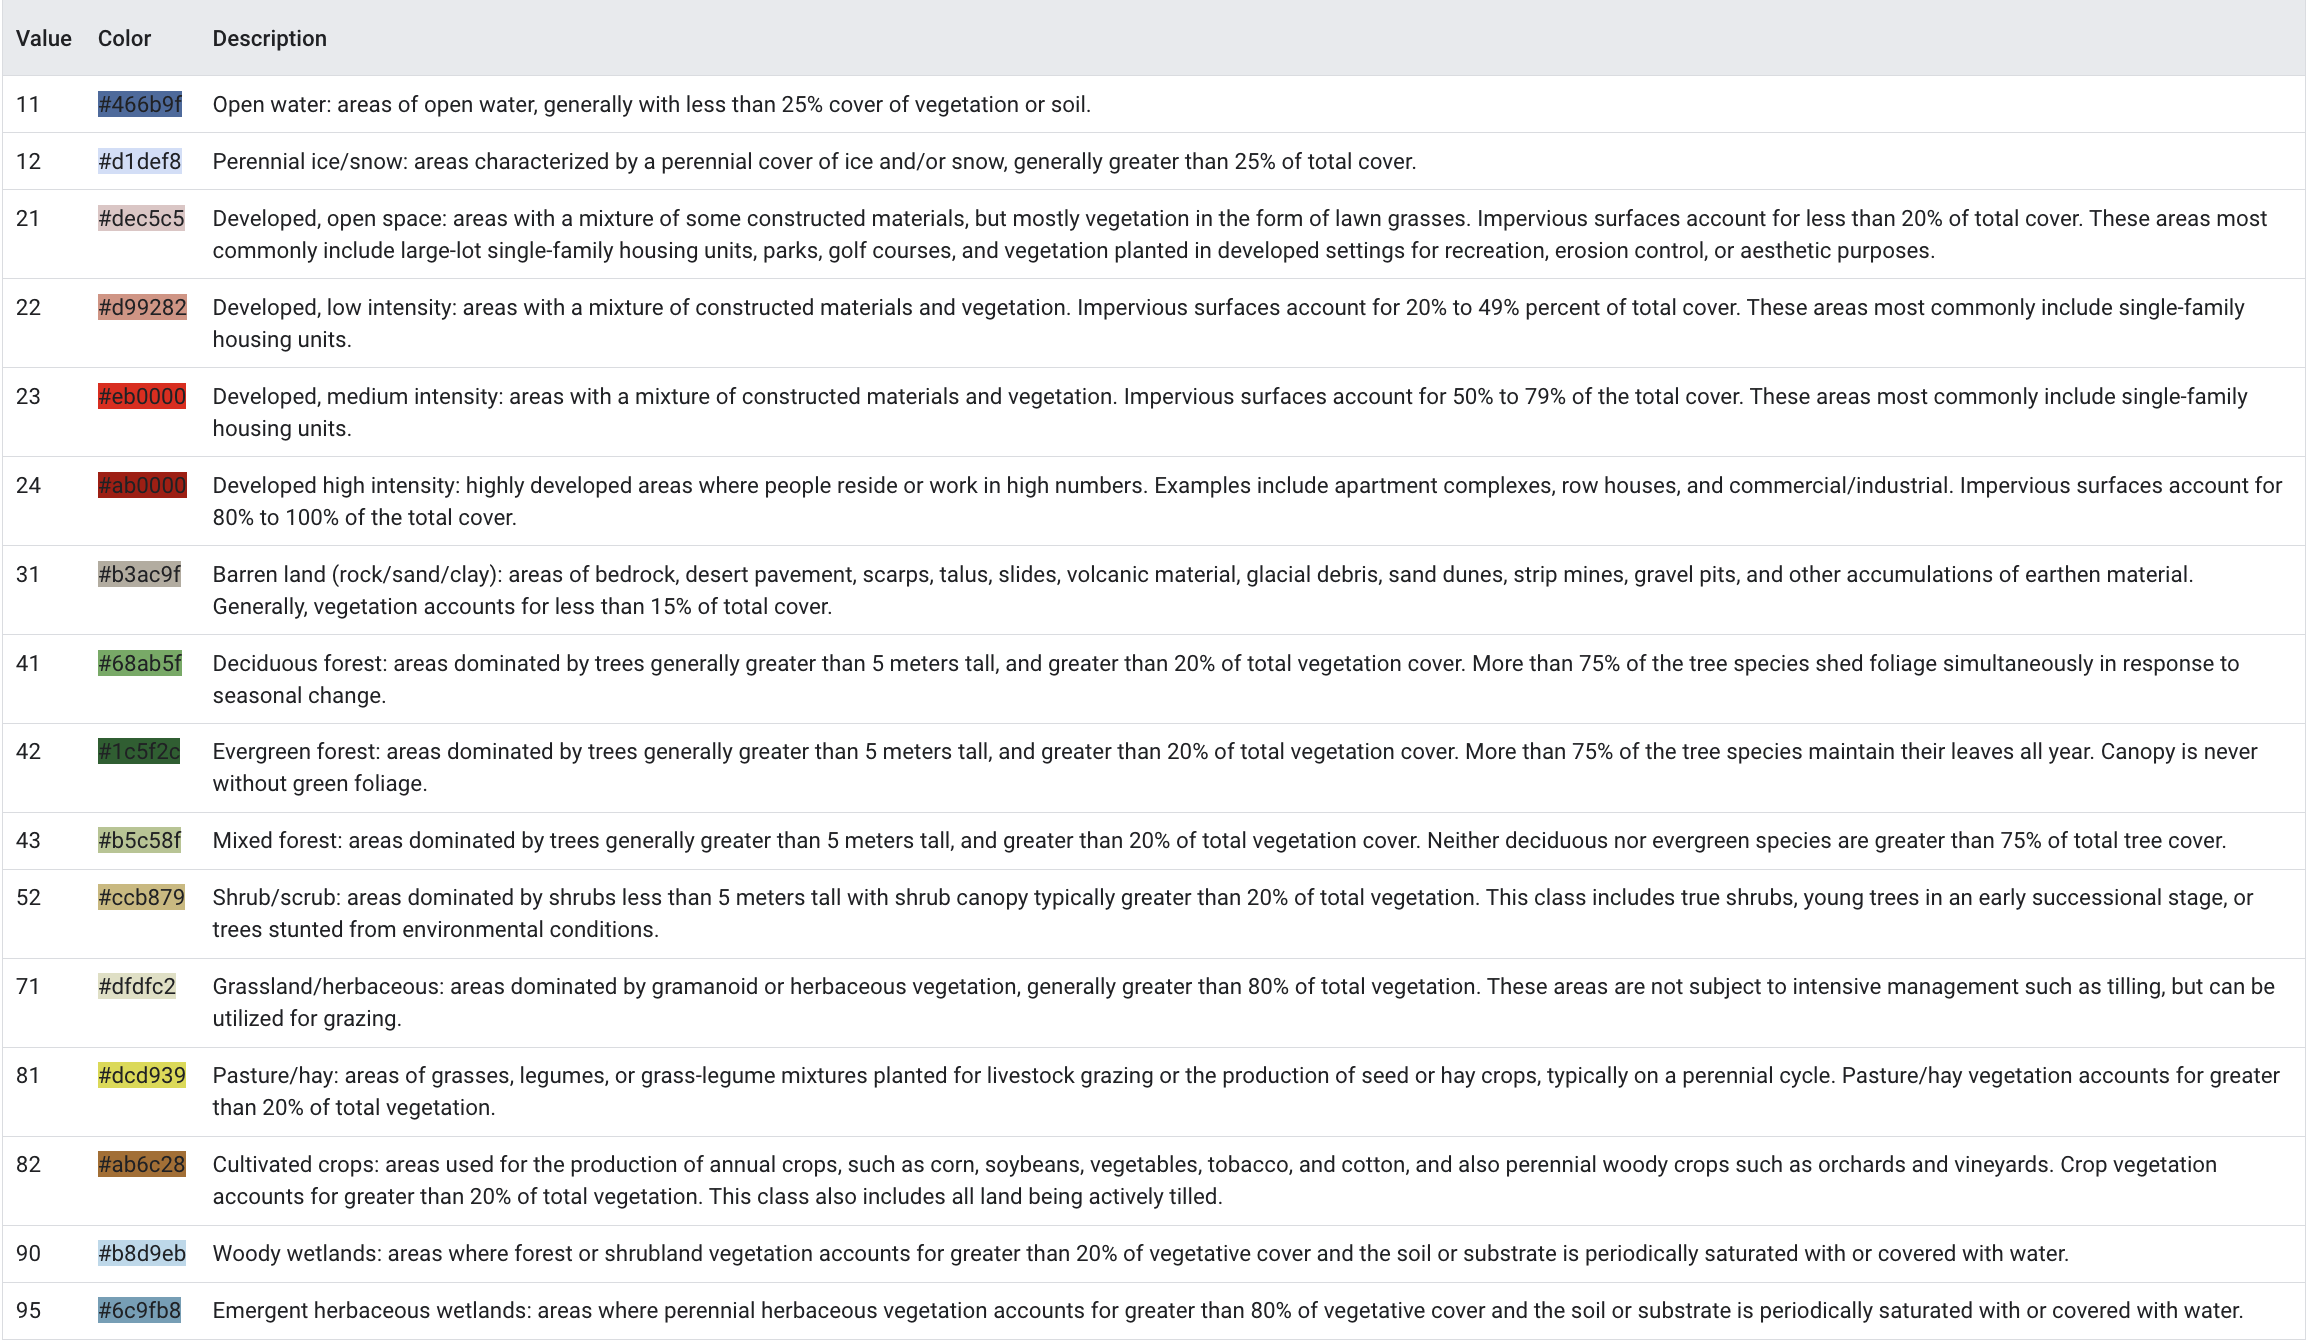 Value Color Description
11 #466b9f Open water: areas of open water, generally with less than 25% cover of vegetation or soil.
12 #d1def8 Perennial ice/snow: areas characterized by a perennial cover of ice and/or snow, generally greater than 25% of total cover.
21 #dec5c5 Developed, open space: areas with a mixture of some constructed materials, but mostly vegetation in the form of lawn grasses. Impervious surfaces account for less than 20% of total cover. These areas most
commonly include large-lot single-family housing units, parks, golf courses, and vegetation planted in developed settings for recreation, erosion control, or aesthetic purposes.
22 #d99282 Developed, low intensity: areas with a mixture of constructed materials and vegetation. Impervious surfaces account for 20% to 49% percent of total cover. These areas most commonly include single-family
housing units.
23 #eb0000 Developed, medium intensity: areas with a mixture of constructed materials and vegetation. Impervious surfaces account for 50% to 79% of the total cover. These areas most commonly include single-family
housing units.
24 #ab0000 Developed high intensity: highly developed areas where people reside or work in high numbers. Examples include apartment complexes, row houses, and commercial/industrial. Impervious surfaces account for
80% to 100% of the total cover.
31 #b3ac9f Barren land (rock/sand/clay): areas of bedrock, desert pavement, scarps, talus, slides, volcanic material, glacial debris, sand dunes, strip mines, gravel pits, and other accumulations of earthen material.
Generally, vegetation accounts for less than 15% of total cover.
41 #68ab5f Deciduous forest: areas dominated by trees generally greater than 5 meters tall, and greater than 20% of total vegetation cover. More than 75% of the tree species shed foliage simultaneously in response to
seasonal change.
42 #1c5f2c Evergreen forest: areas dominated by trees generally greater than 5 meters tall, and greater than 20% of total vegetation cover. More than 75% of the tree species maintain their leaves all year. Canopy is never
without green foliage.
43 #b5c58f Mixed forest: areas dominated by trees generally greater than 5 meters tall, and greater than 20% of total vegetation cover. Neither deciduous nor evergreen species are greater than 75% of total tree cover.
52 #ccb879 Shrub/scrub: areas dominated by shrubs less than 5 meters tall with shrub canopy typically greater than 20% of total vegetation. This class includes true shrubs, young trees in an early successional stage, or
trees stunted from environmental conditions.
71 #dfdfc2 Grassland/herbaceous: areas dominated by gramanoid or herbaceous vegetation, generally greater than 80% of total vegetation. These areas are not subject to intensive management such as tilling, but can be
utilized for grazing.
81 #dcd939 Pasture/hay: areas of grasses, legumes, or grass-legume mixtures planted for livestock grazing or the production of seed or hay crops, typically on a perennial cycle. Pasture/hay vegetation accounts for greater
than 20% of total vegetation.
82 #ab6c28 Cultivated crops: areas used for the production of annual crops, such as corn, soybeans, vegetables, tobacco, and cotton, and also perennial woody crops such as orchards and vineyards. Crop vegetation
accounts for greater than 20% of total vegetation. This class also includes all land being actively tilled.
90 #b8d9eb Woody wetlands: areas where forest or shrubland vegetation accounts for greater than 20% of vegetative cover and the soil or substrate is periodically saturated with or covered with water.
95 #6c9fb8 Emergent herbaceous wetlands: areas where perennial herbaceous vegetation accounts for greater than 80% of vegetative cover and the soil or substrate is periodically saturated with or covered with water.